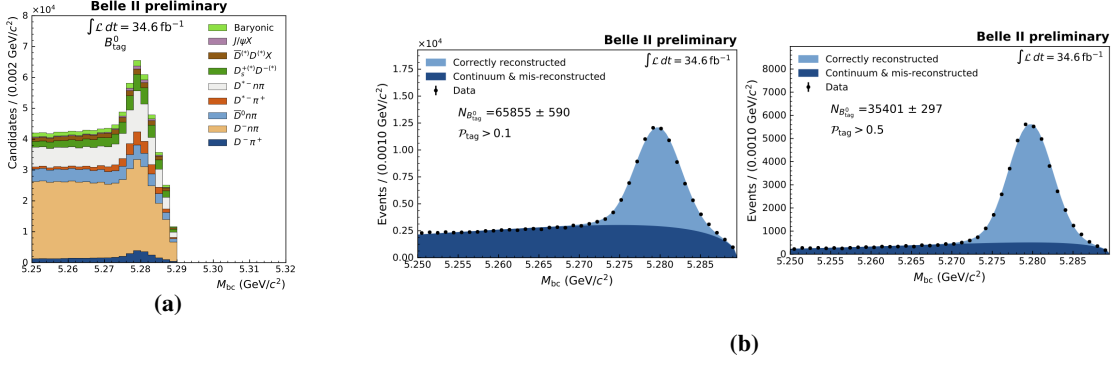 Belle II preliminary
×10⁴
∫ℒ dt = 34.6 fb⁻¹
B⁰tag
Baryonic
J/ψX
D̅⁽*⁾D⁽*⁾X
Dₛ⁺⁽*⁾D⁻⁽*⁾
D*⁻nπ
D*⁻π⁺
D̅⁰nπ
D⁻nπ
D⁻π⁺
Candidates / (0.002 GeV/c²)
8
7
6
5
4
3
2
1
0
5.25 5.26 5.27 5.28 5.29 5.30 5.31 5.32
Mbc (GeV/c²)
(a)
Belle II preliminary
×10⁴
Correctly reconstructed
Continuum & mis-reconstructed
Data
∫ℒ dt = 34.6 fb⁻¹
N_B⁰tag =65855 ± 590
𝒫tag > 0.1
Events / (0.0010 GeV/c²)
1.75
1.50
1.25
1.00
0.75
0.50
0.25
0.00
5.250 5.255 5.260 5.265 5.270 5.275 5.280 5.285
Mbc (GeV/c²)
Belle II preliminary
Correctly reconstructed
Continuum & mis-reconstructed
Data
∫ℒ dt = 34.6 fb⁻¹
N_B⁰tag =35401 ± 297
𝒫tag > 0.5
Events / (0.0010 GeV/c²)
8000
7000
6000
5000
4000
3000
2000
1000
0
5.250 5.255 5.260 5.265 5.270 5.275 5.280 5.285
Mbc (GeV/c²)
(b)